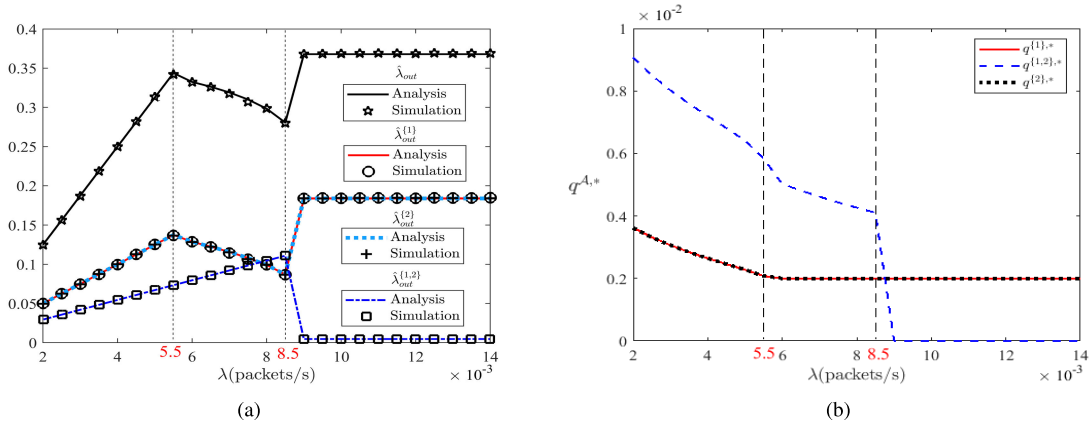 0.4
0.35
0.3
0.25
0.2
0.15
0.1
0.05
0
2
4
5.5
6
8
8.5
10
12
14
λ(packets/s)
× 10⁻³
λ̂_out
Analysis
Simulation
λ̂_out^{1}
Analysis
Simulation
λ̂_out^{2}
Analysis
Simulation
λ̂_out^{1,2}
Analysis
Simulation
(a)
× 10⁻²
1
0.8
0.6
0.4
0.2
0
q^{A,*}
q^{{1},*}
q^{{1,2},*}
q^{{2},*}
2
4
5.5
6
8
8.5
10
12
14
λ(packets/s)
× 10⁻³
(b)